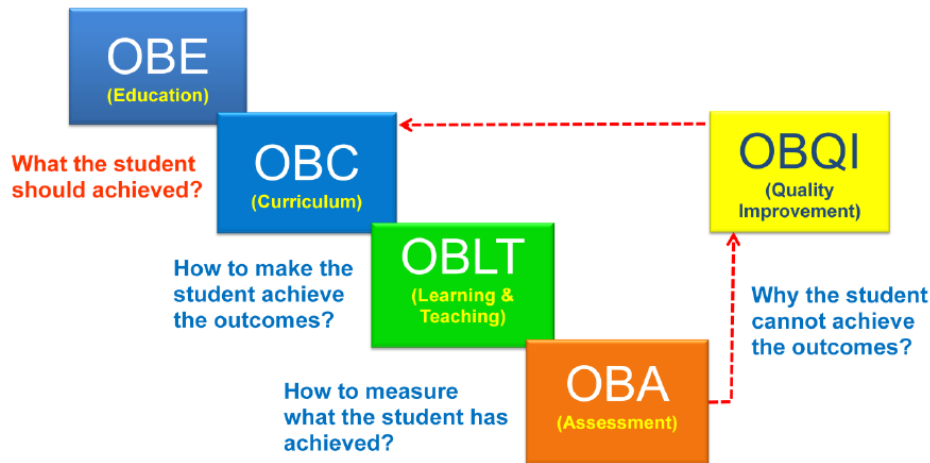 OBE
(Education)
What the student
should achieved?
OBC
(Curriculum)
OBQI
(Quality
Improvement)
How to make the
student achieve
the outcomes?
OBLT
(Learning &
Teaching)
Why the student
cannot achieve
the outcomes?
How to measure
what the student has
achieved?
OBA
(Assessment)